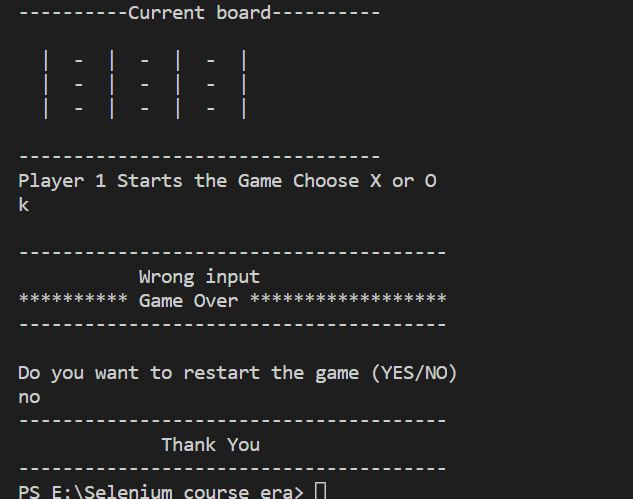 ----------Current board----------
| - | - | - |
| - | - | - |
| - | - | - |
---------------------------------
Player 1 Starts the Game Choose X or O
k
---------------------------------------
Wrong input
********** Game Over ******************
---------------------------------------
Do you want to restart the game (YES/NO)
no
---------------------------------------
Thank You
---------------------------------------
PS E:\Selenium course era>